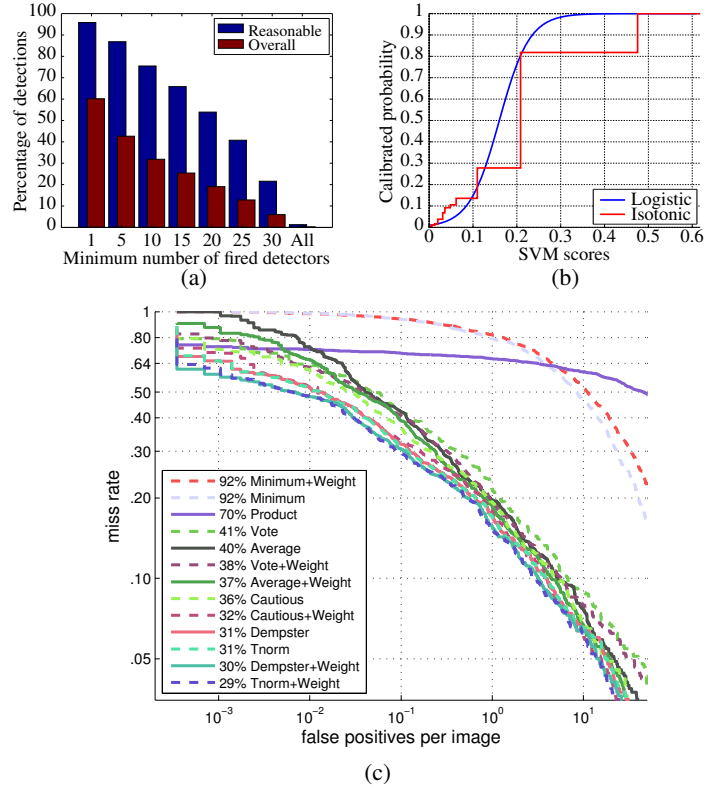 100
90
80
70
60
50
40
30
20
10
0
Percentage of detections
Reasonable
Overall
1 5 10 15 20 25 30 All
Minimum number of fired detectors
(a)
1
0.9
0.8
0.7
0.6
0.5
0.4
0.3
0.2
0.1
0
Calibrated probability
Logistic
Isotonic
0 0.1 0.2 0.3 0.4 0.5 0.6
SVM scores
(b)
1
.80
.64
.50
.40
.30
.20
.10
.05
miss rate
92% Minimum+Weight
92% Minimum
70% Product
41% Vote
40% Average
38% Vote+Weight
37% Average+Weight
36% Cautious
32% Cautious+Weight
31% Dempster
31% Tnorm
30% Dempster+Weight
29% Tnorm+Weight
10⁻³ 10⁻² 10⁻¹ 10⁰ 10¹
false positives per image
(c)